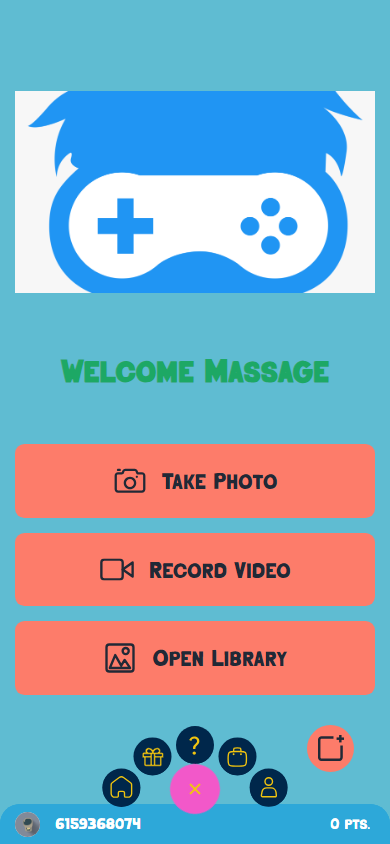 Welcome Massage
Take Photo
Record Video
Open Library
?
6159368074
0 PTS.